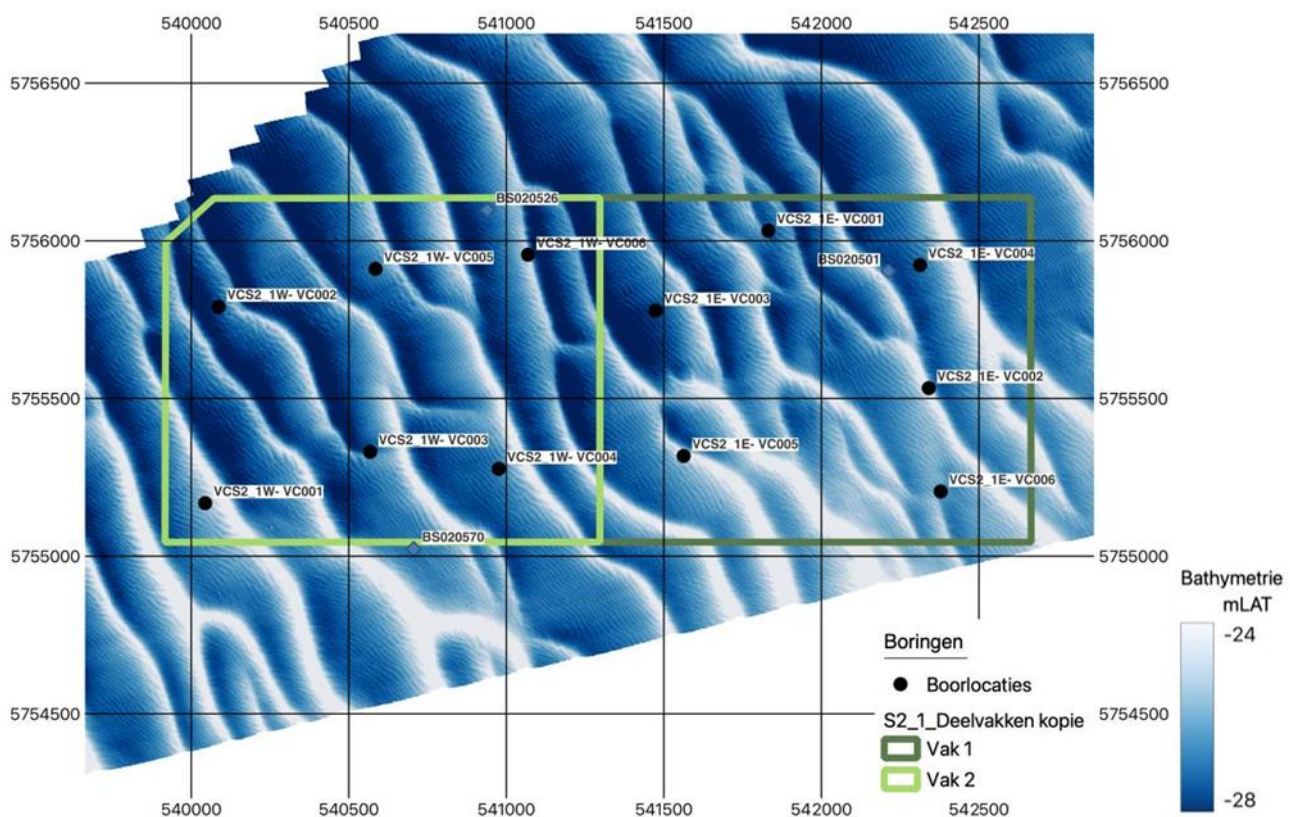 540000 540500 541000 541500 542000 542500
5756500 5756500
BS020526
VCS2_1E- VC001
5756000 5756000
VCS2_1W- VC006
VCS2_1W- VC005
BS020501
VCS2_1E- VC004
VCS2_1W- VC002
VCS2_1E- VC003
5755500 5755500
VCS2_1E- VC002
VCS2_1W- VC003
VCS2_1E- VC005
VCS2_1W- VC004
VCS2_1E- VC006
VCS2_1W- VC001
BS020570
5755000 5755000
Bathymetrie
mLAT
-24
-28
Boringen
Boorlocaties
5754500 5754500
S2_1_Deelvakken kopie
Vak 1
Vak 2
540000 540500 541000 541500 542000 542500